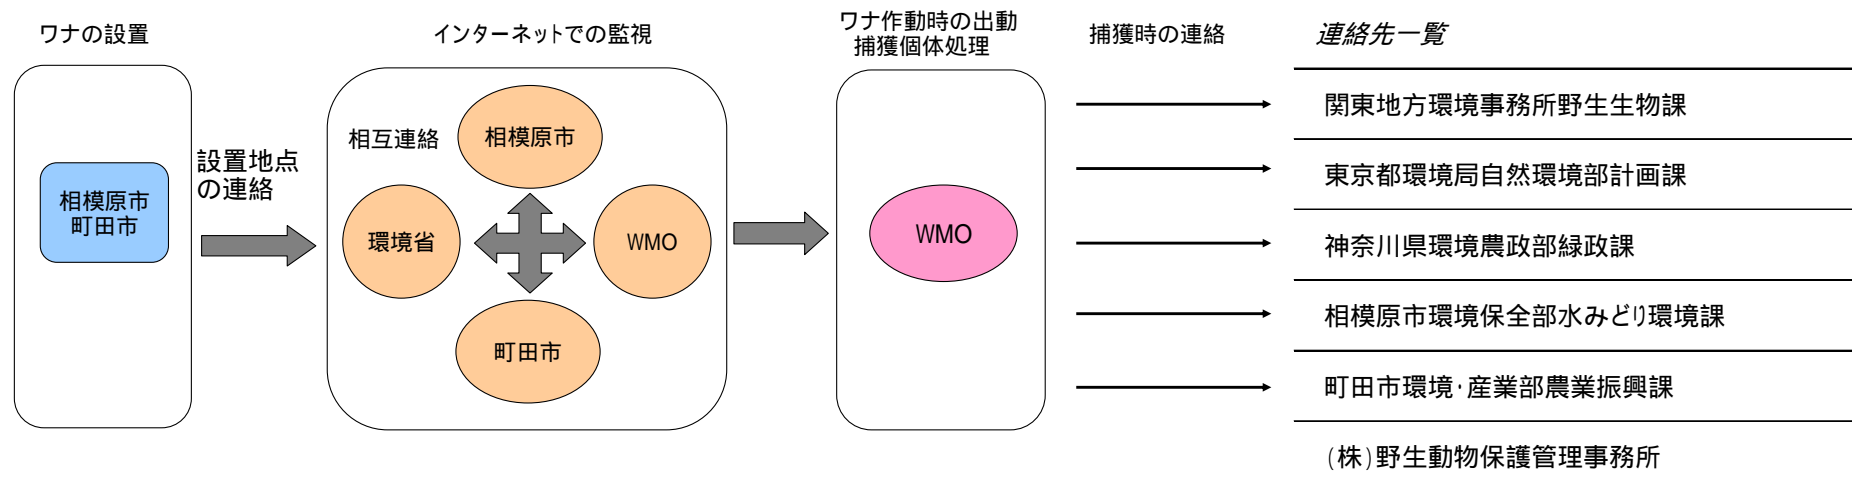 ワナの設置
相模原市
町田市
設置地点
の連絡
インターネットでの監視
相互連絡
相模原市
環境省
WMO
町田市
ワナ作動時の出動
捕獲個体処理
WMO
捕獲時の連絡
連絡先一覧
関東地方環境事務所野生生物課
東京都環境局自然環境部計画課
神奈川県環境農政部緑政課
相模原市環境保全部水みどり環境課
町田市環境・産業部農業振興課
(株)野生動物保護管理事務所